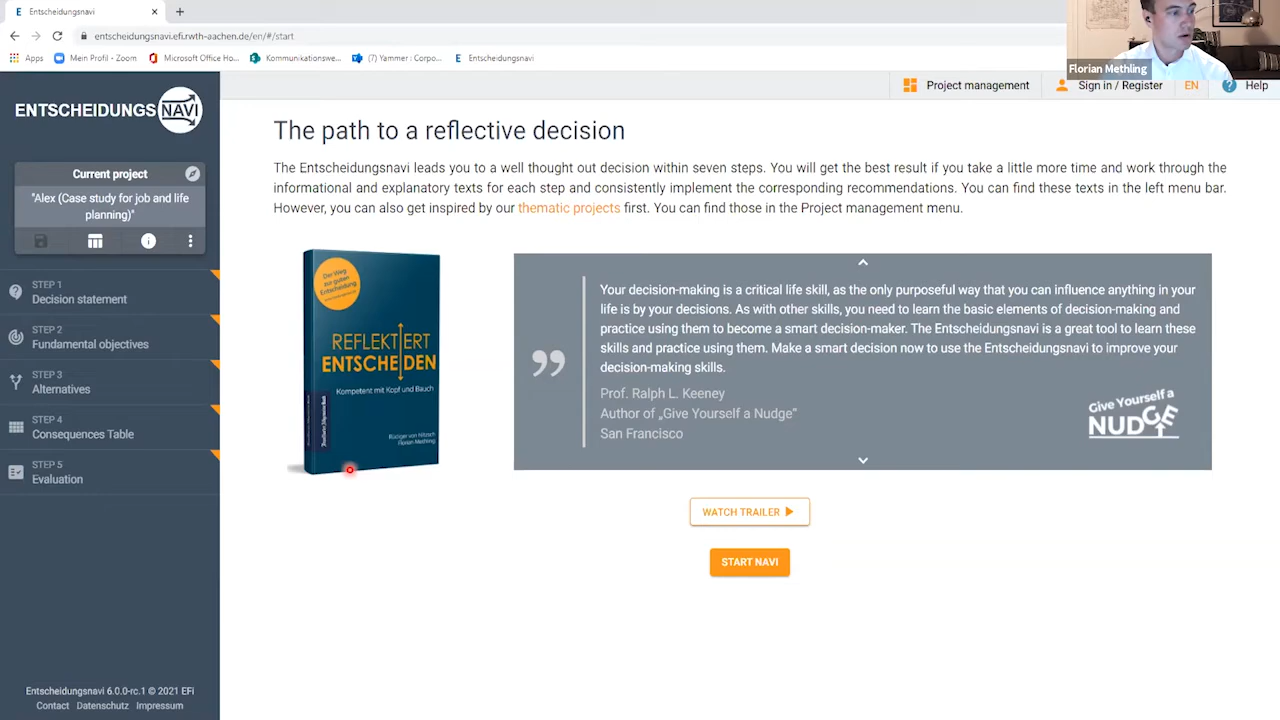 Entscheidungsnavi
entscheidungsnavi.efi.rwth-aachen.de/en/#/start
Apps
Mein Profil - Zoom
Microsoft Office Ho...
Kommunikationswe...
(7) Yammer : Corpo...
Entscheidungsnavi
Florian Methling
ENTSCHEIDUNGS NAVI
Project management
Sign in / Register
EN
Help
Current project
"Alex (Case study for job and life
planning)"
STEP 1
Decision statement
STEP 2
Fundamental objectives
STEP 3
Alternatives
STEP 4
Consequences Table
STEP 5
Evaluation
The path to a reflective decision
The Entscheidungsnavi leads you to a well thought out decision within seven steps. You will get the best result if you take a little more time and work through the
informational and explanatory texts for each step and consistently implement the corresponding recommendations. You can find these texts in the left menu bar.
However, you can also get inspired by our thematic projects first. You can find those in the Project management menu.
Der Weg
zur guten
Entscheidung
REFLEKTIERT
ENTSCHEIDEN
Kompetent mit Kopf und Bauch
Rüdiger von Nitzsch
Florian Methling
Your decision-making is a critical life skill, as the only purposeful way that you can influence anything in your
life is by your decisions. As with other skills, you need to learn the basic elements of decision-making and
practice using them to become a smart decision-maker. The Entscheidungsnavi is a great tool to learn these
skills and practice using them. Make a smart decision now to use the Entscheidungsnavi to improve your
decision-making skills.
Prof. Ralph L. Keeney
Author of „Give Yourself a Nudge"
San Francisco
Give Yourself a
NUDGE
WATCH TRAILER
START NAVI
Entscheidungsnavi 6.0.0-rc.1 © 2021 EFi
Contact Datenschutz Impressum